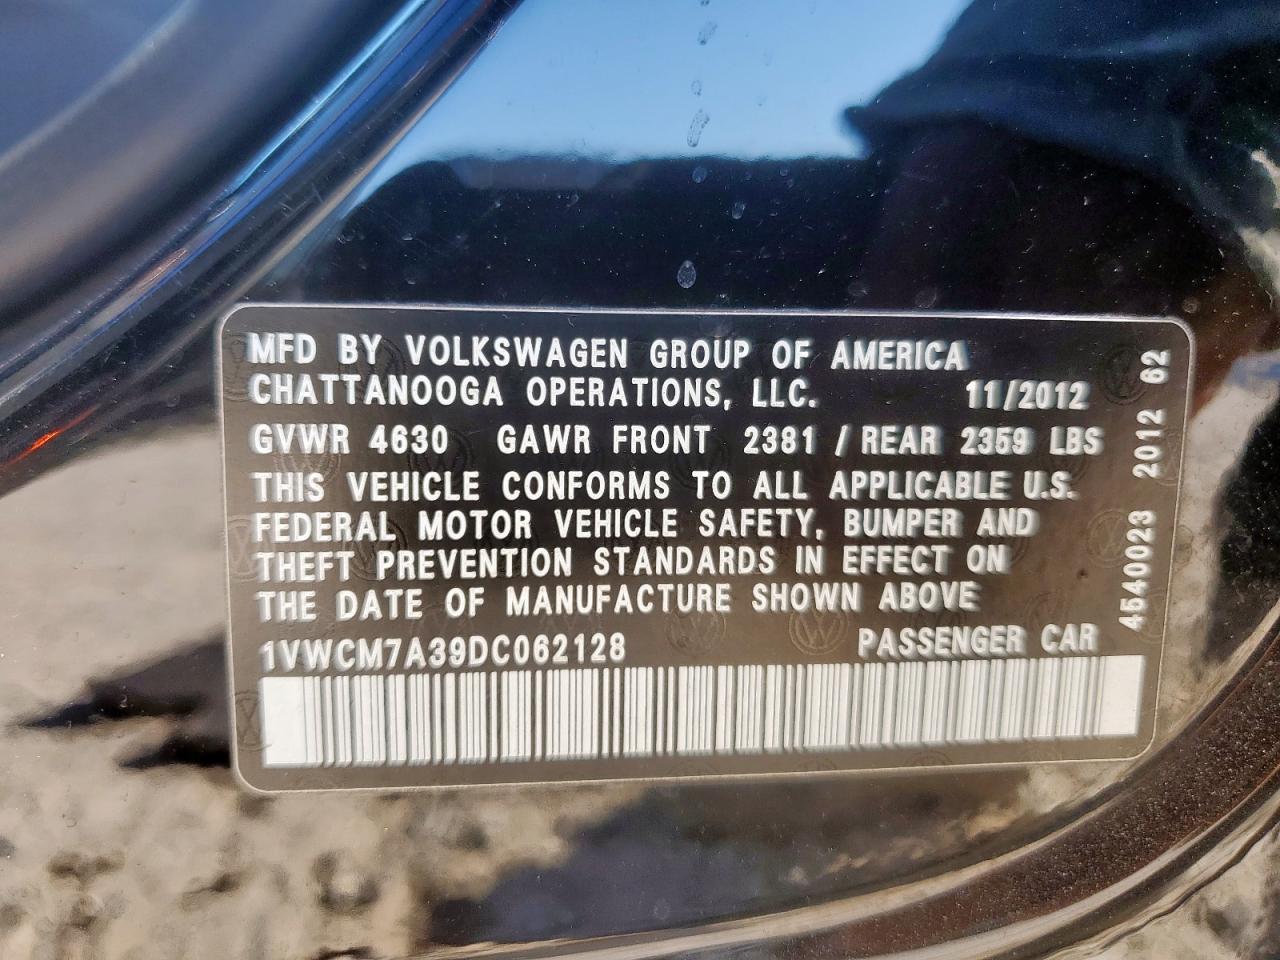 MFD BY VOLKSWAGEN GROUP OF AMERICA
CHATTANOOGA OPERATIONS, LLC. 11/2012
GVWR 4630 GAWR FRONT 2381 / REAR 2359 LBS
THIS VEHICLE CONFORMS TO ALL APPLICABLE U.S.
FEDERAL MOTOR VEHICLE SAFETY, BUMPER AND
THEFT PREVENTION STANDARDS IN EFFECT ON
THE DATE OF MANUFACTURE SHOWN ABOVE
1VWCM7A39DC062128 PASSENGER CAR
4540023 2012 62